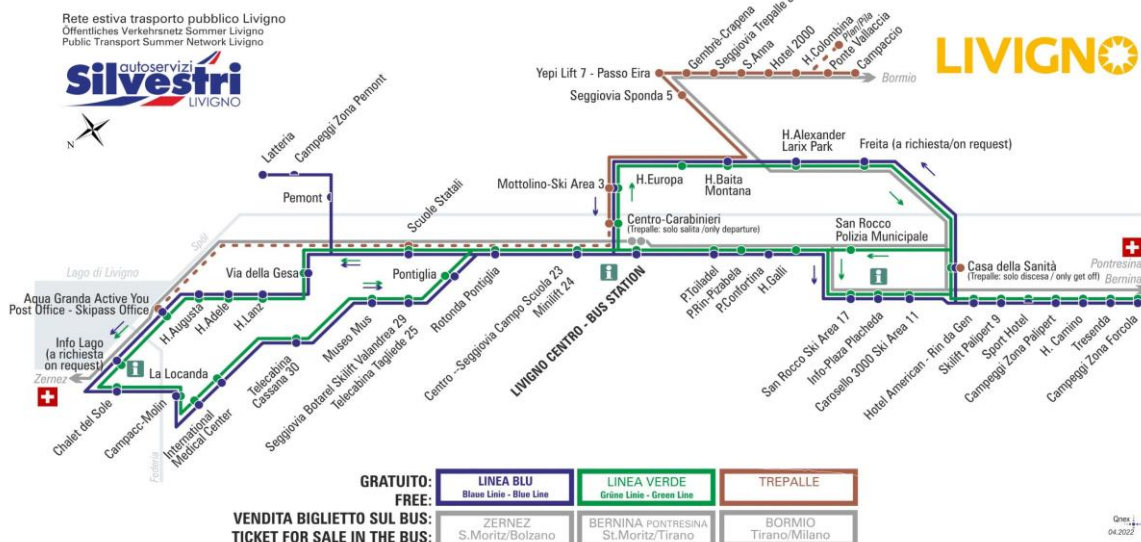 Rete estiva trasporto pubblico Livigno
Öffentliches Verkehrsnetz Sommer Livigno
Public Transport Summer Network Livigno
autoservizi
Silvestri
LIVIGNO
LIVIGNO
N
Gembrè-Crapena
Seggiovia Trepalle
S.Anna
Hotel 2000
H.Colombina
Plan/Pila
Ponte Vallaccia
Campaccio
Bormio
Yepi Lift 7 - Passo Eira
Seggiovia Sponda 5
Latteria
Campeggi Zona Pemont
Pemont
Scuole Statali
Mottolino-Ski Area 3
H.Europa
H.Baita
Montana
H.Alexander
Larix Park
Freita (a richiesta/on request)
Centro-Carabinieri
(Trepalle: solo salita /only departure)
San Rocco
Polizia Municipale
Casa della Sanità
(Trepalle: solo discesa / only get off)
Pontresina
Bernina
Spöl
Lago di Livigno
Via della Gesa
Pontiglia
Aqua Granda Active You
Post Office - Skipass Office
H.Augusta
H.Adele
H.Lanz
Info Lago
(a richiesta
on request)
Zernez
La Locanda
Chalet del Sole
Campacc-Molin
Federia
International
Medical Center
Telecabina
Cassana 30
Museo Mus
Seggiovia Botarel Skilift Valandrea 29
Telecabina Tagliede 25
Rotonda Pontiglia
Centro --Seggiovia Campo Scuola 23
Minilift 24
LIVIGNO CENTRO - BUS STATION
P.Toiladel
P.Rin-Pizabela
P.Comfortina
H.Galli
San Rocco Ski Area 17
Info-Plaza Placheda
Carosello 3000 Ski Area 11
Hotel American - Rin da Gen
Skilift Palipert 9
Sport Hotel
Campeggi Zona Palipert
H. Camino
Tresenda
Campeggi Zona Forcola
GRATUITO:
FREE:
LINEA BLU
Blaue Linie - Blue Line
LINEA VERDE
Grüne Linie - Green Line
TREPALLE
VENDITA BIGLIETTO SUL BUS:
TICKET FOR SALE IN THE BUS:
ZERNEZ
S.Moritz/Bolzano
BERNINA PONTRESINA
St.Moritz/Tirano
BORMIO
Tirano/Milano
Qnex
04.2022